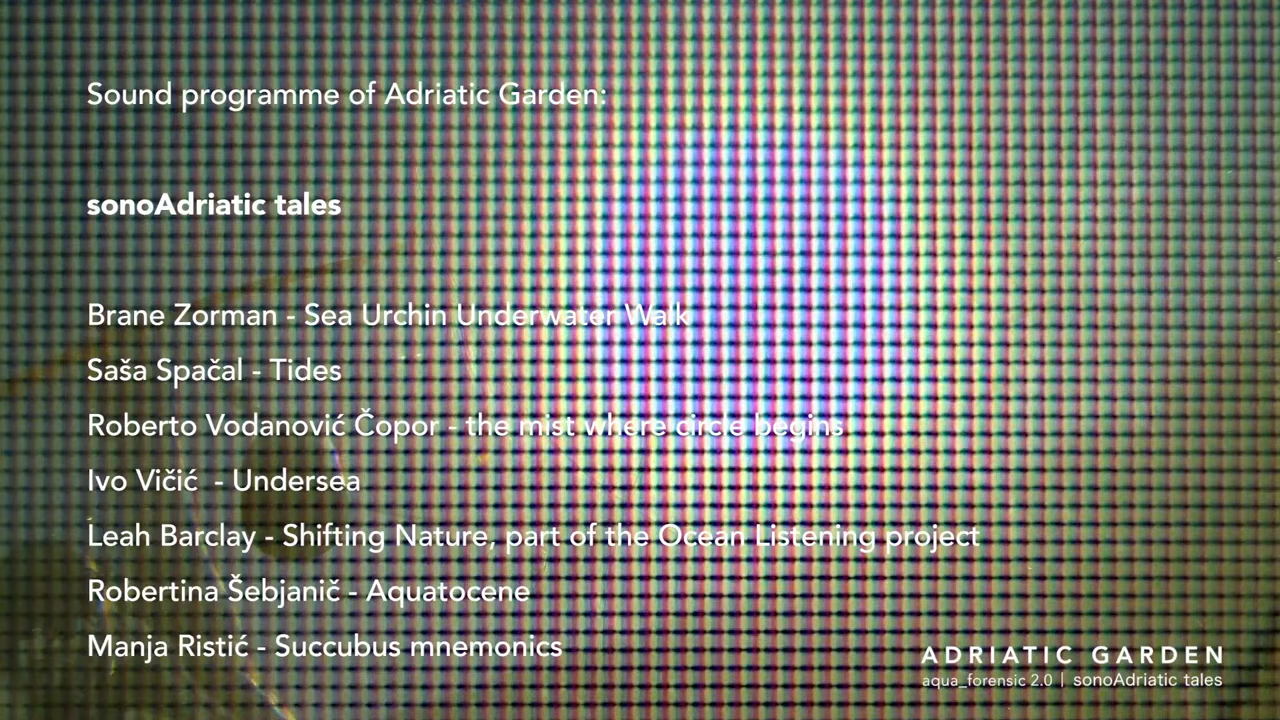 Sound programme of Adriatic Garden:
sonoAdriatic tales
Brane Zorman - Sea Urchin Underwater Walk
Saša Spačal - Tides
Roberto Vodanović Čopor - the mist where circle begins
Ivo Vičić  - Undersea
Leah Barclay - Shifting Nature, part of the Ocean Listening project
Robertina Šebjanič - Aquatocene
Manja Ristić - Succubus mnemonics
ADRIATIC GARDEN
aqua_forensic 2.0 | sonoAdriatic tales